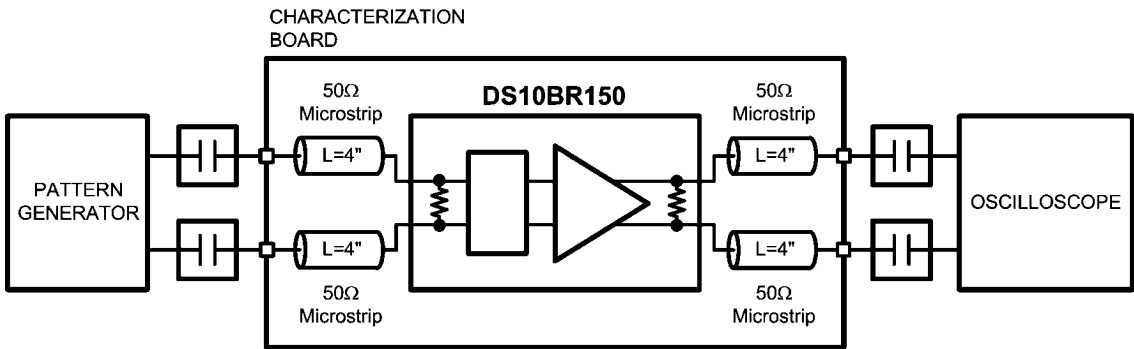 CHARACTERIZATION
BOARD
50Ω
Microstrip
DS10BR150
50Ω
Microstrip
L=4"
L=4"
PATTERN
GENERATOR
OSCILLOSCOPE
L=4"
L=4"
50Ω
Microstrip
50Ω
Microstrip